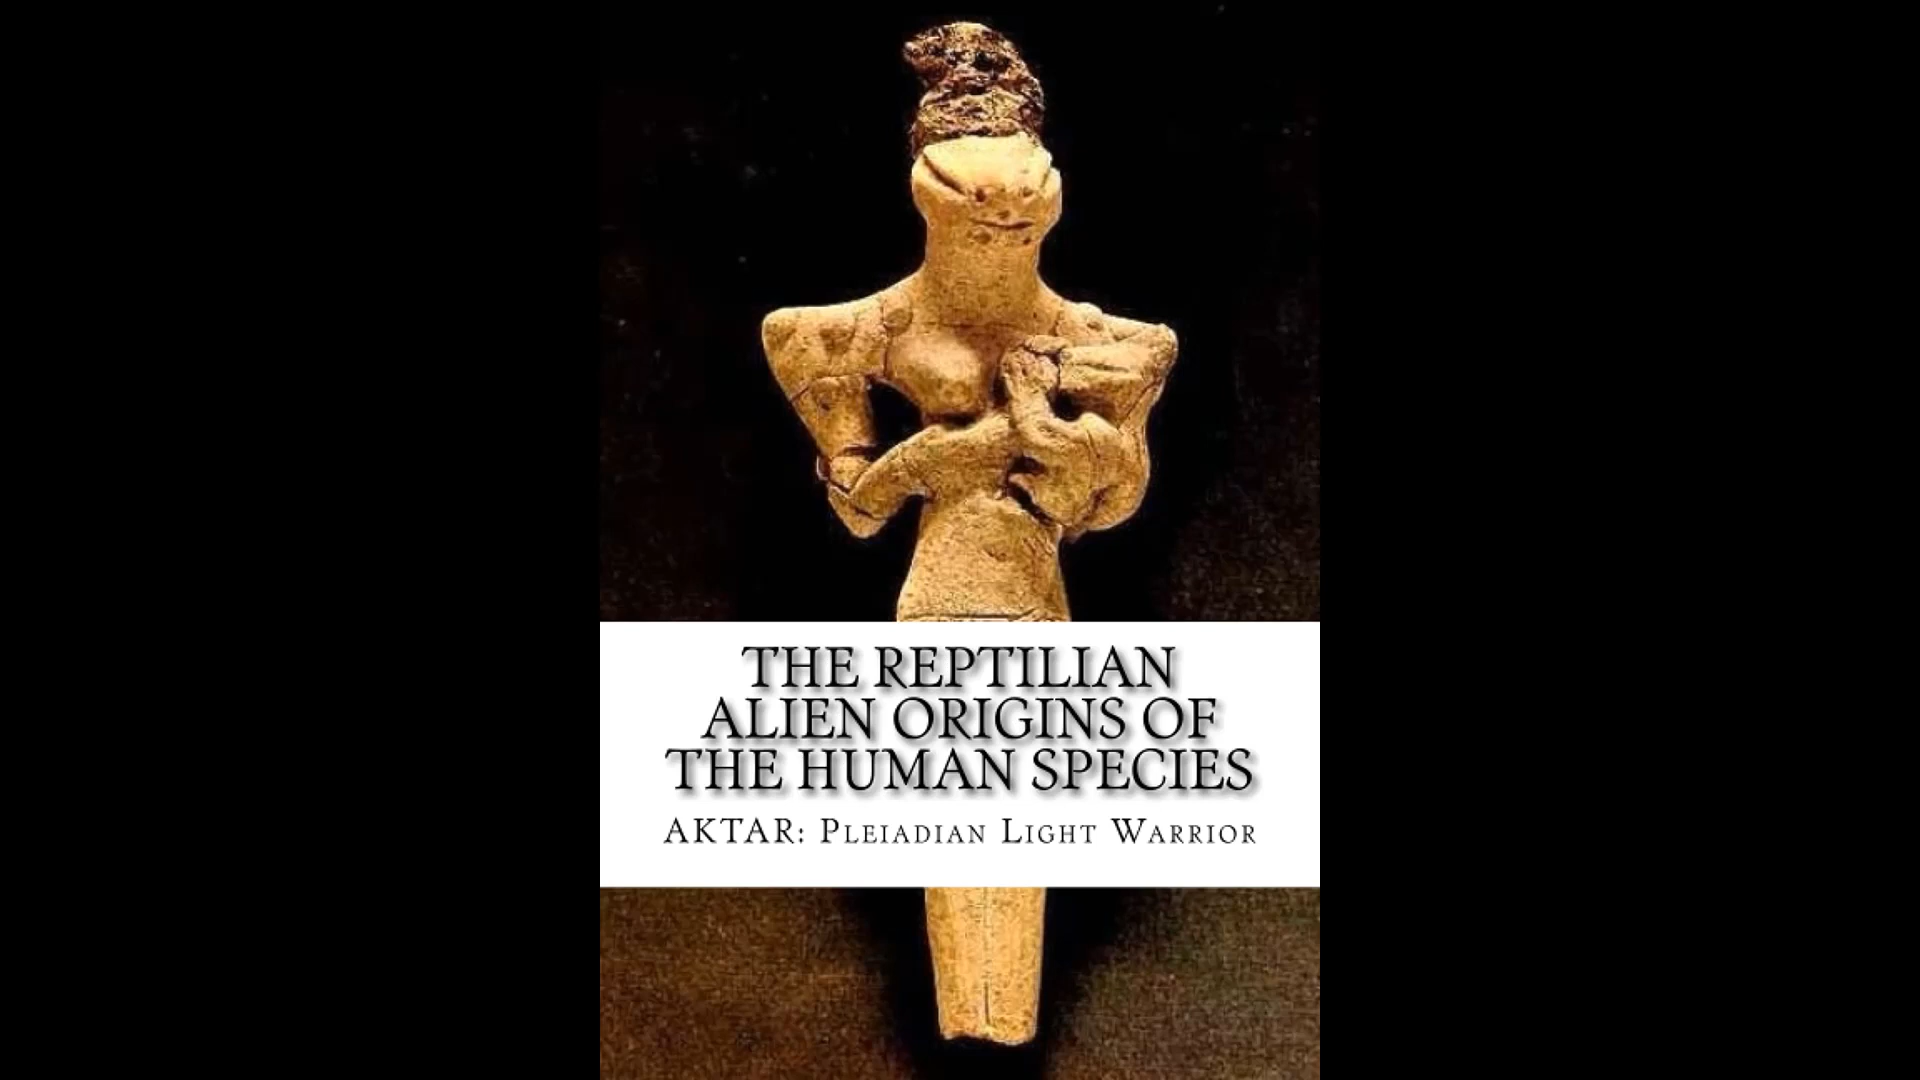 THE REPTILIAN
ALIEN ORIGINS OF
THE HUMAN SPECIES
AKTAR: PLEIADIAN LIGHT WARRIOR